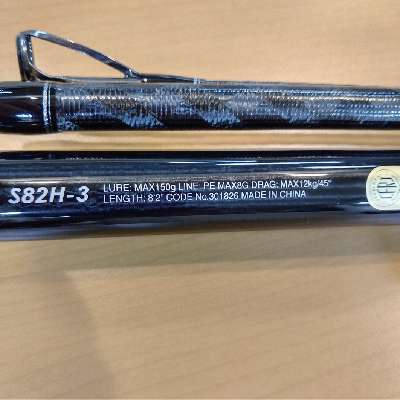 S82H-3
LURE: MAX150g LINE: PE MAX8G DRAG: MAX12kg/45°
LENGTH: 8'2" CODE No.301826 MADE IN CHINA